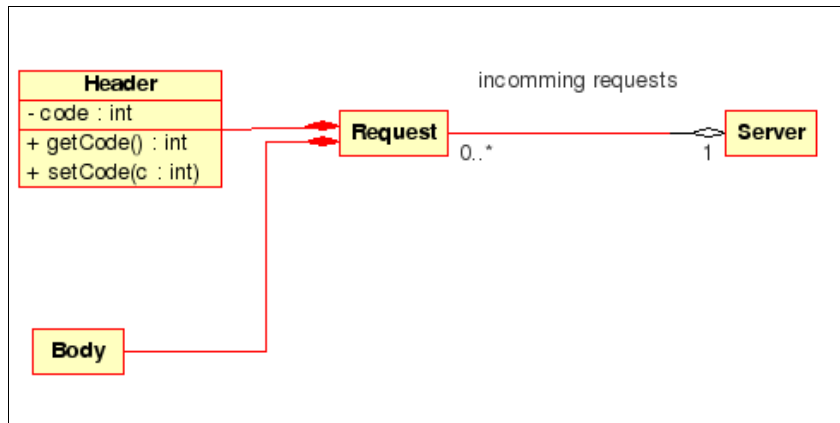 Header
- code : int
+ getCode() : int
+ setCode(c : int)
incomming requests
Request
0..*
1
Server
Body